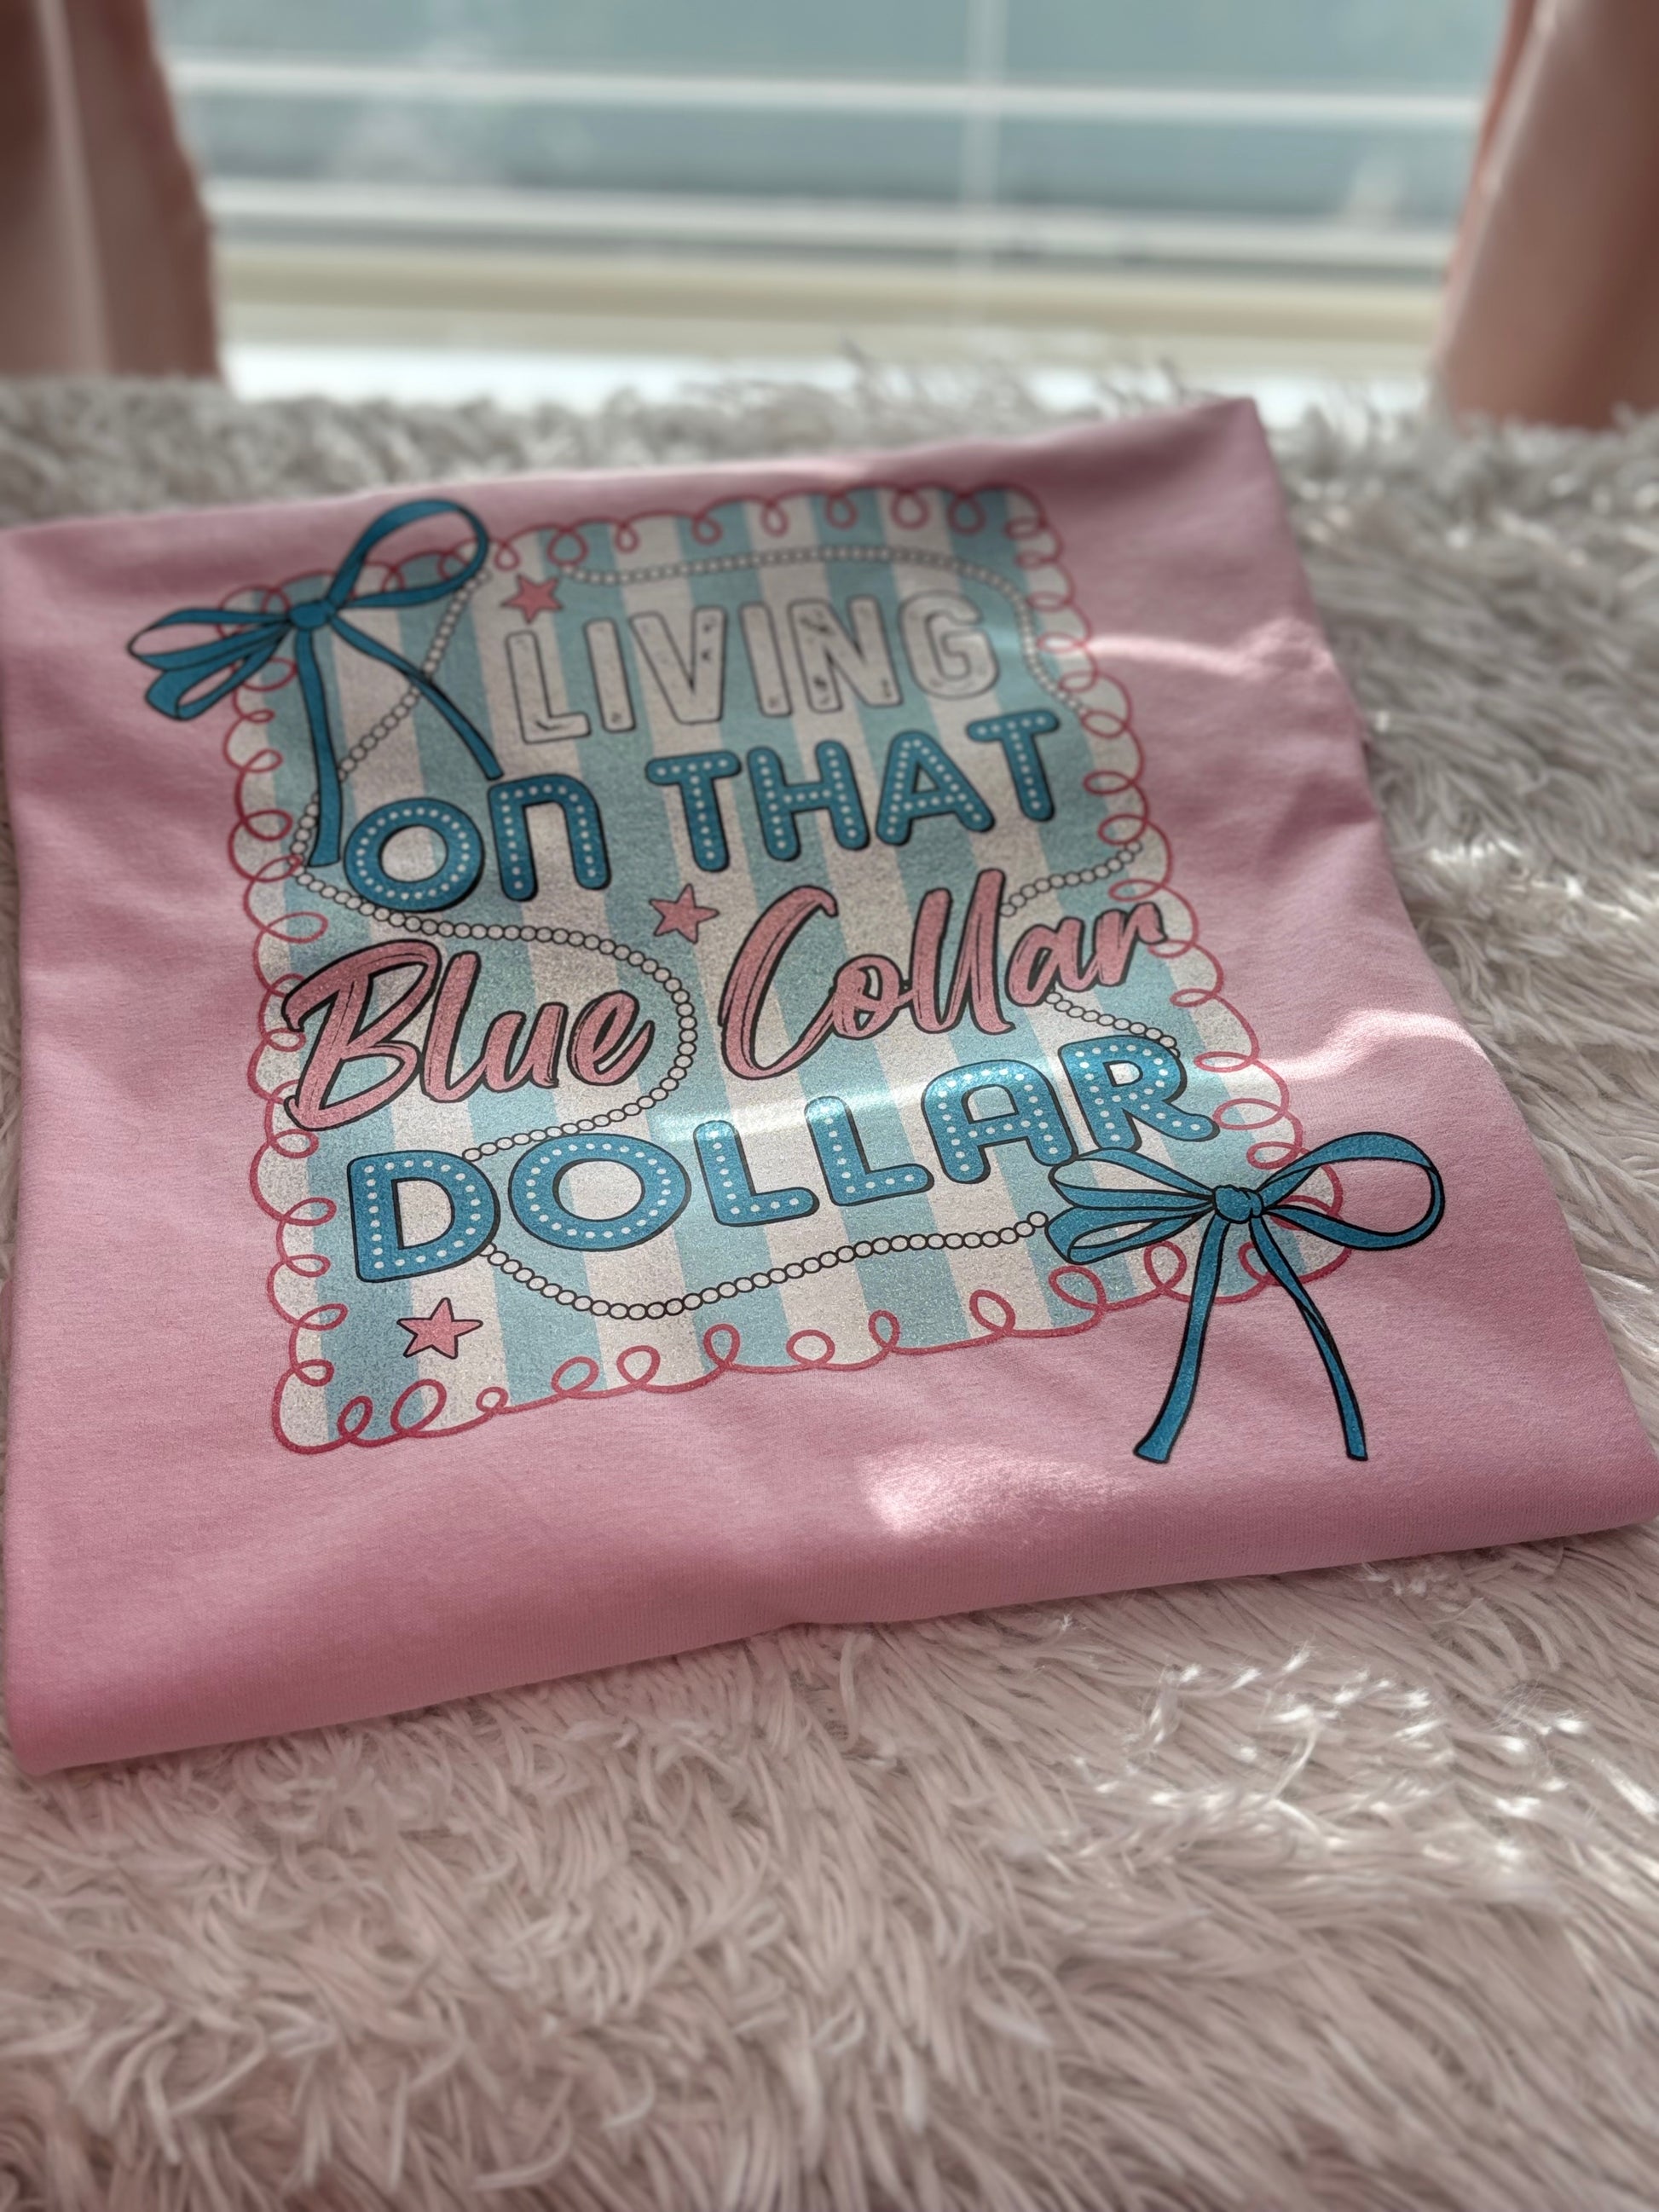 LIVING
On THAT
Blue Collar
DOLLAR